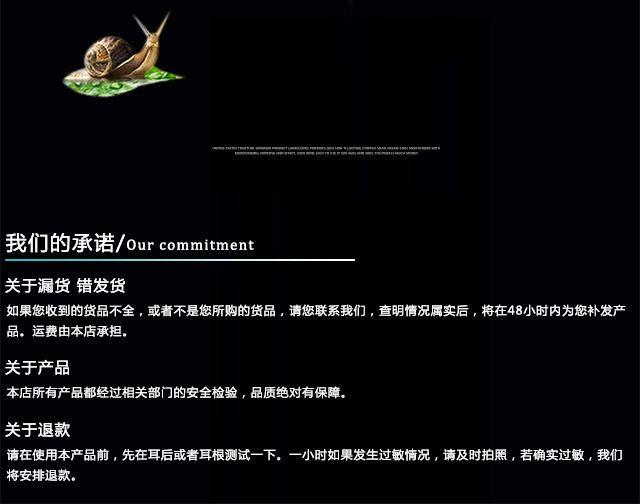 我们的承诺/Our commitment
关于漏货 错发货
如果您收到的货品不全，或者不是您所购的货品，请您联系我们，查明情况属实后，将在48小时内为您补发产
品。运费由本店承担。
关于产品
本店所有产品都经过相关部门的安全检验，品质绝对有保障。
关于退款
请在使用本产品前，先在耳后或者耳根测试一下。一小时如果发生过敏情况，请及时拍照，若确实过敏，我们
将安排退款。